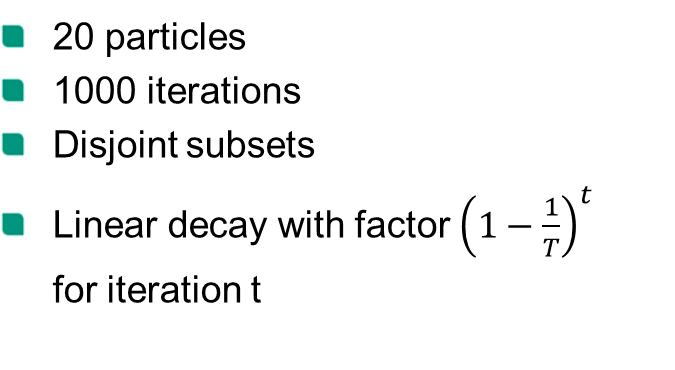 20 particles
1000 iterations
Disjoint subsets
Linear decay with factor (1 − 1/T)^t
for iteration t